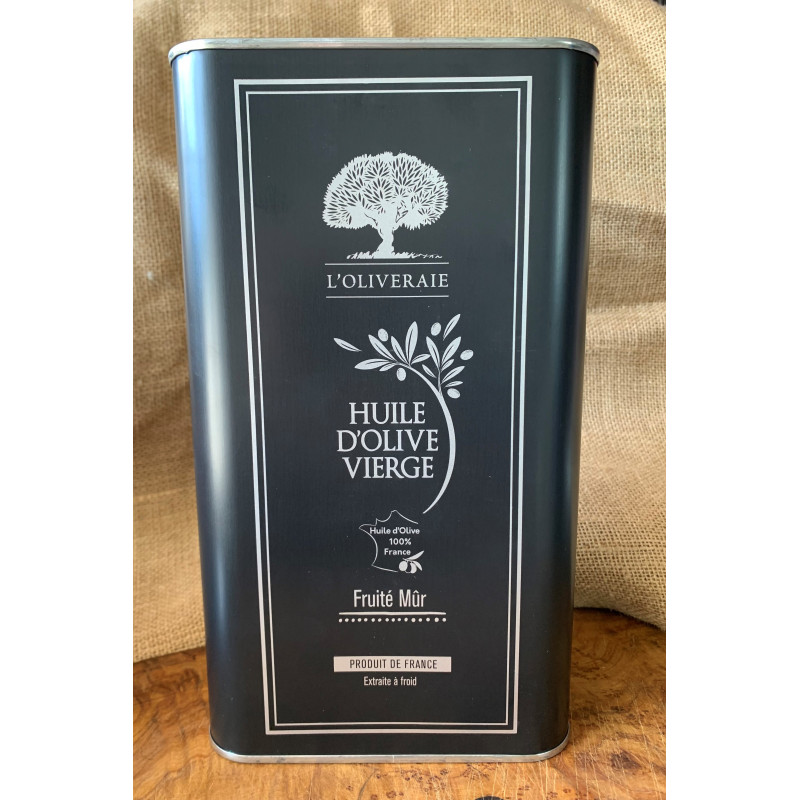 L'OLIVERAIE
HUILE
D'OLIVE
VIERGE
Huile d'Olive
100%
France
Fruité Mûr
PRODUIT DE FRANCE
Extraite à froid